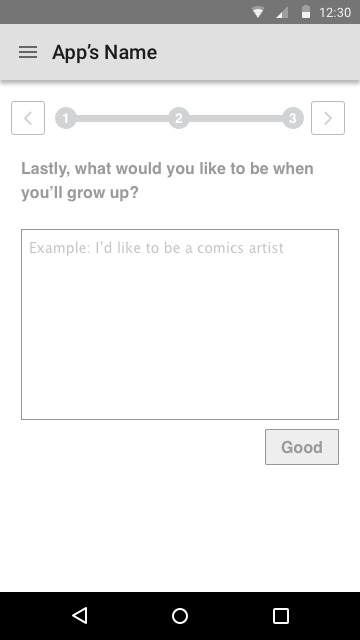 12:30
App’s Name
1 2 3
Lastly, what would you like to be when
you’ll grow up?
Example: I’d like to be a comics artist
Good